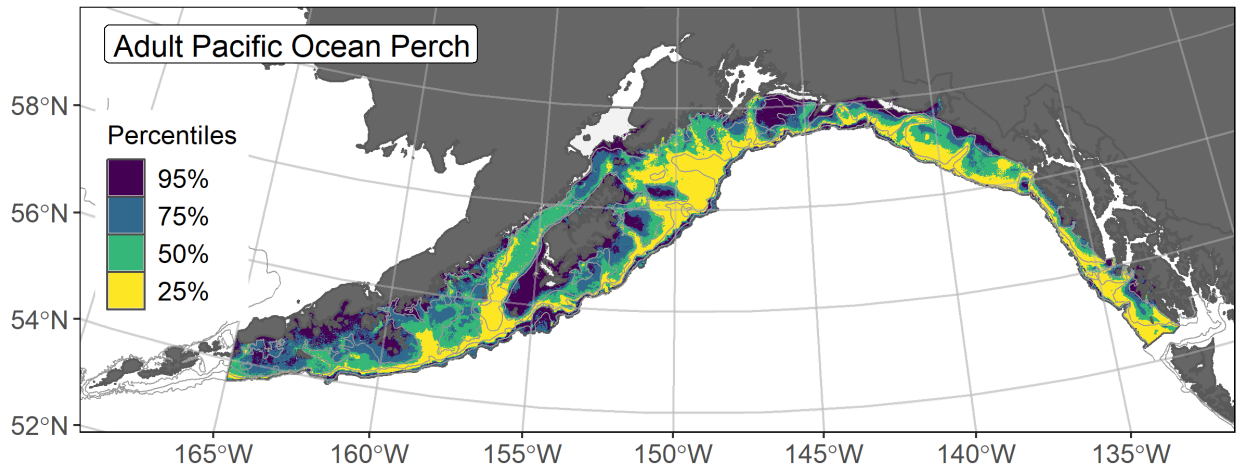 Adult Pacific Ocean Perch
58°N
56°N
54°N
52°N
Percentiles
95%
75%
50%
25%
165°W
160°W
155°W
150°W
145°W
140°W
135°W